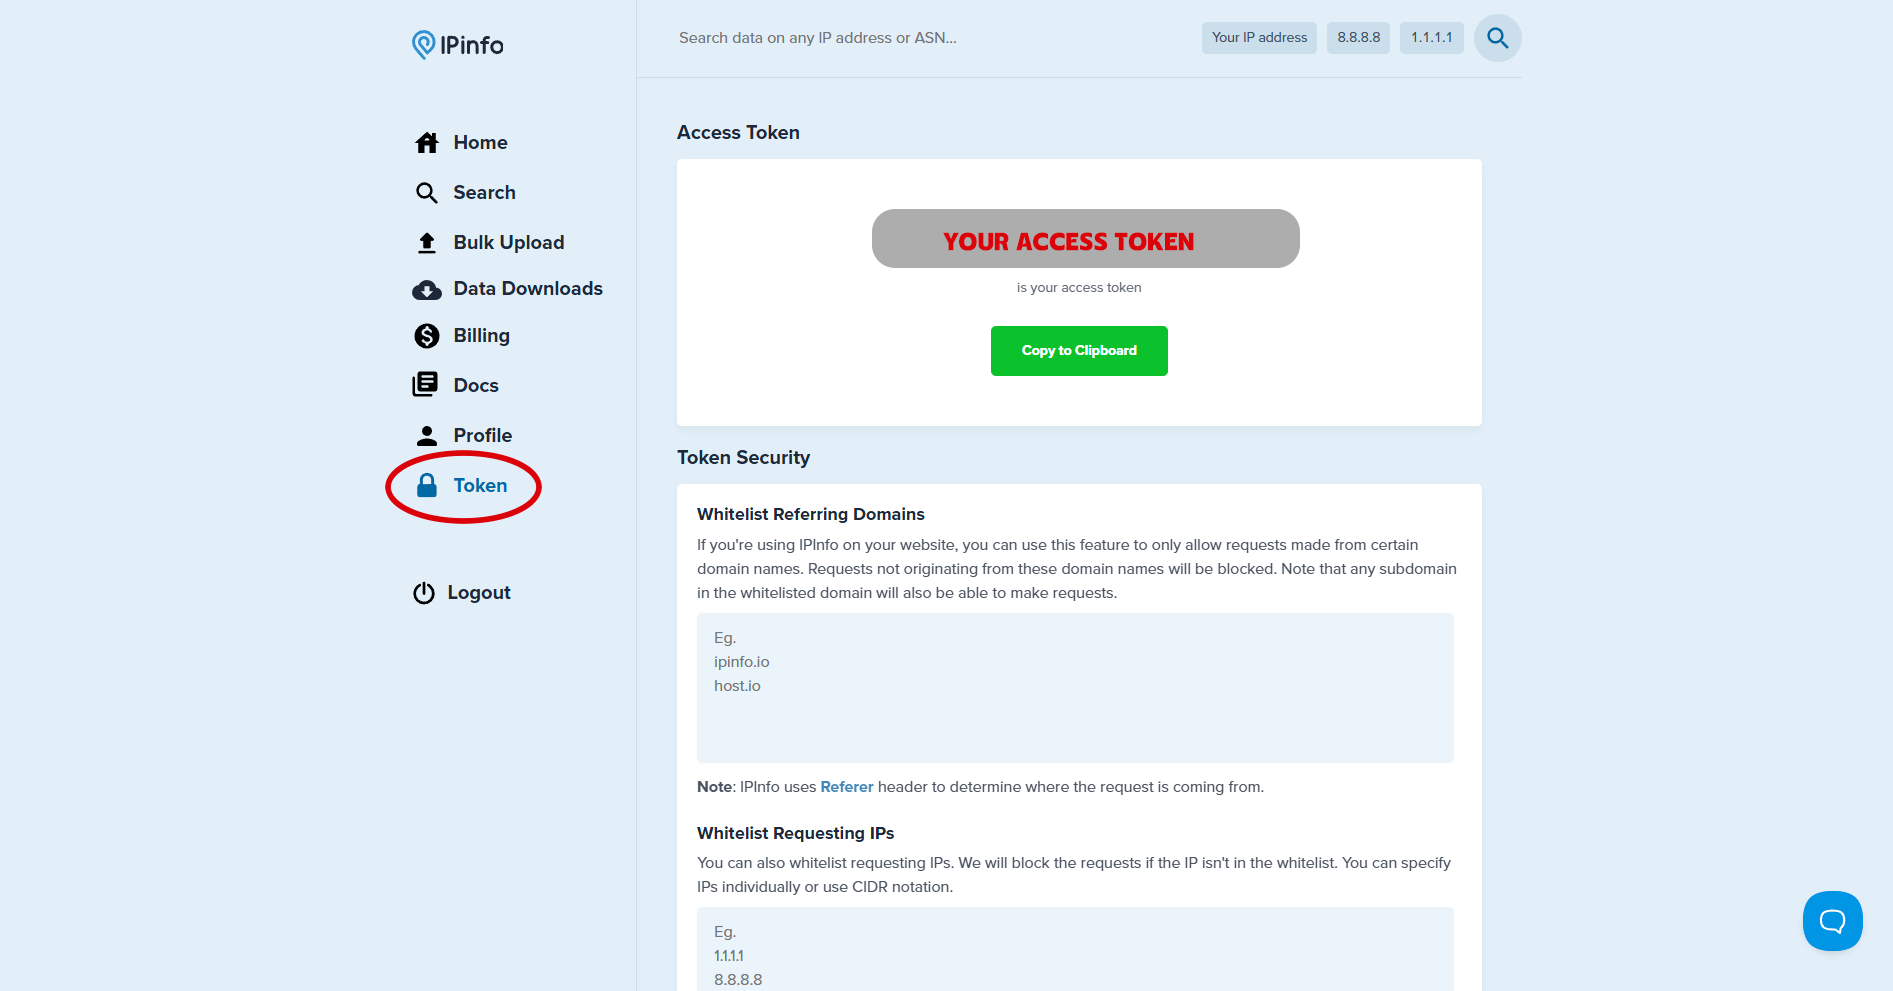 IPinfo
Search data on any IP address or ASN...
Your IP address
8.8.8.8
1.1.1.1
Home
Search
Bulk Upload
Data Downloads
Billing
Docs
Profile
Token
Logout
Access Token
YOUR ACCESS TOKEN
is your access token
Copy to Clipboard
Token Security
Whitelist Referring Domains
If you're using IPInfo on your website, you can use this feature to only allow requests made from certain
domain names. Requests not originating from these domain names will be blocked. Note that any subdomain
in the whitelisted domain will also be able to make requests.
Eg.
ipinfo.io
host.io
Note: IPInfo uses Referer header to determine where the request is coming from.
Whitelist Requesting IPs
You can also whitelist requesting IPs. We will block the requests if the IP isn't in the whitelist. You can specify
IPs individually or use CIDR notation.
Eg.
1.1.1.1
8.8.8.8